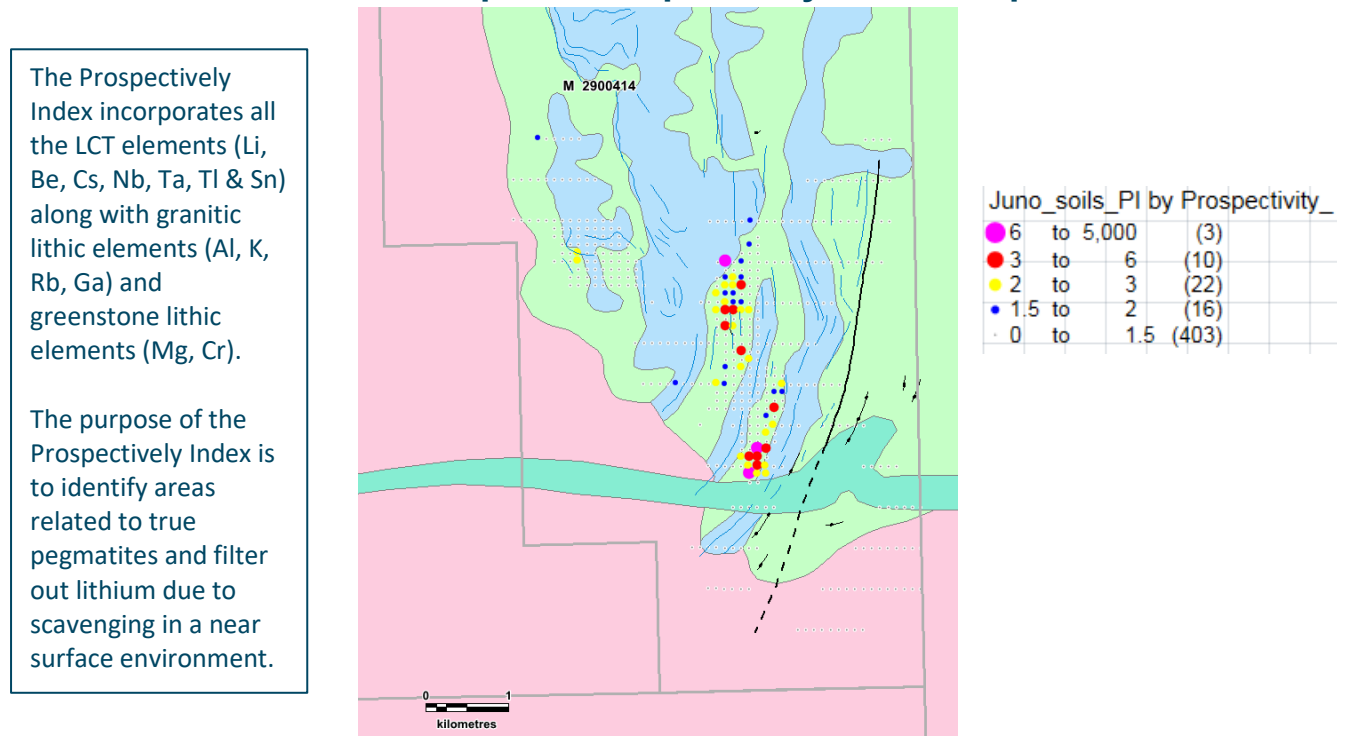 The Prospectively
Index incorporates all
the LCT elements (Li,
Be, Cs, Nb, Ta, Tl & Sn)
along with granitic
lithic elements (Al, K,
Rb, Ga) and
greenstone lithic
elements (Mg, Cr).
The purpose of the
Prospectively Index is
to identify areas
related to true
pegmatites and filter
out lithium due to
scavenging in a near
surface environment.
M 2900414
0 1
kilometres
Juno_soils_PI by Prospectivity_
6 to 5,000 (3)
3 to 6 (10)
2 to 3 (22)
1.5 to 2 (16)
0 to 1.5 (403)